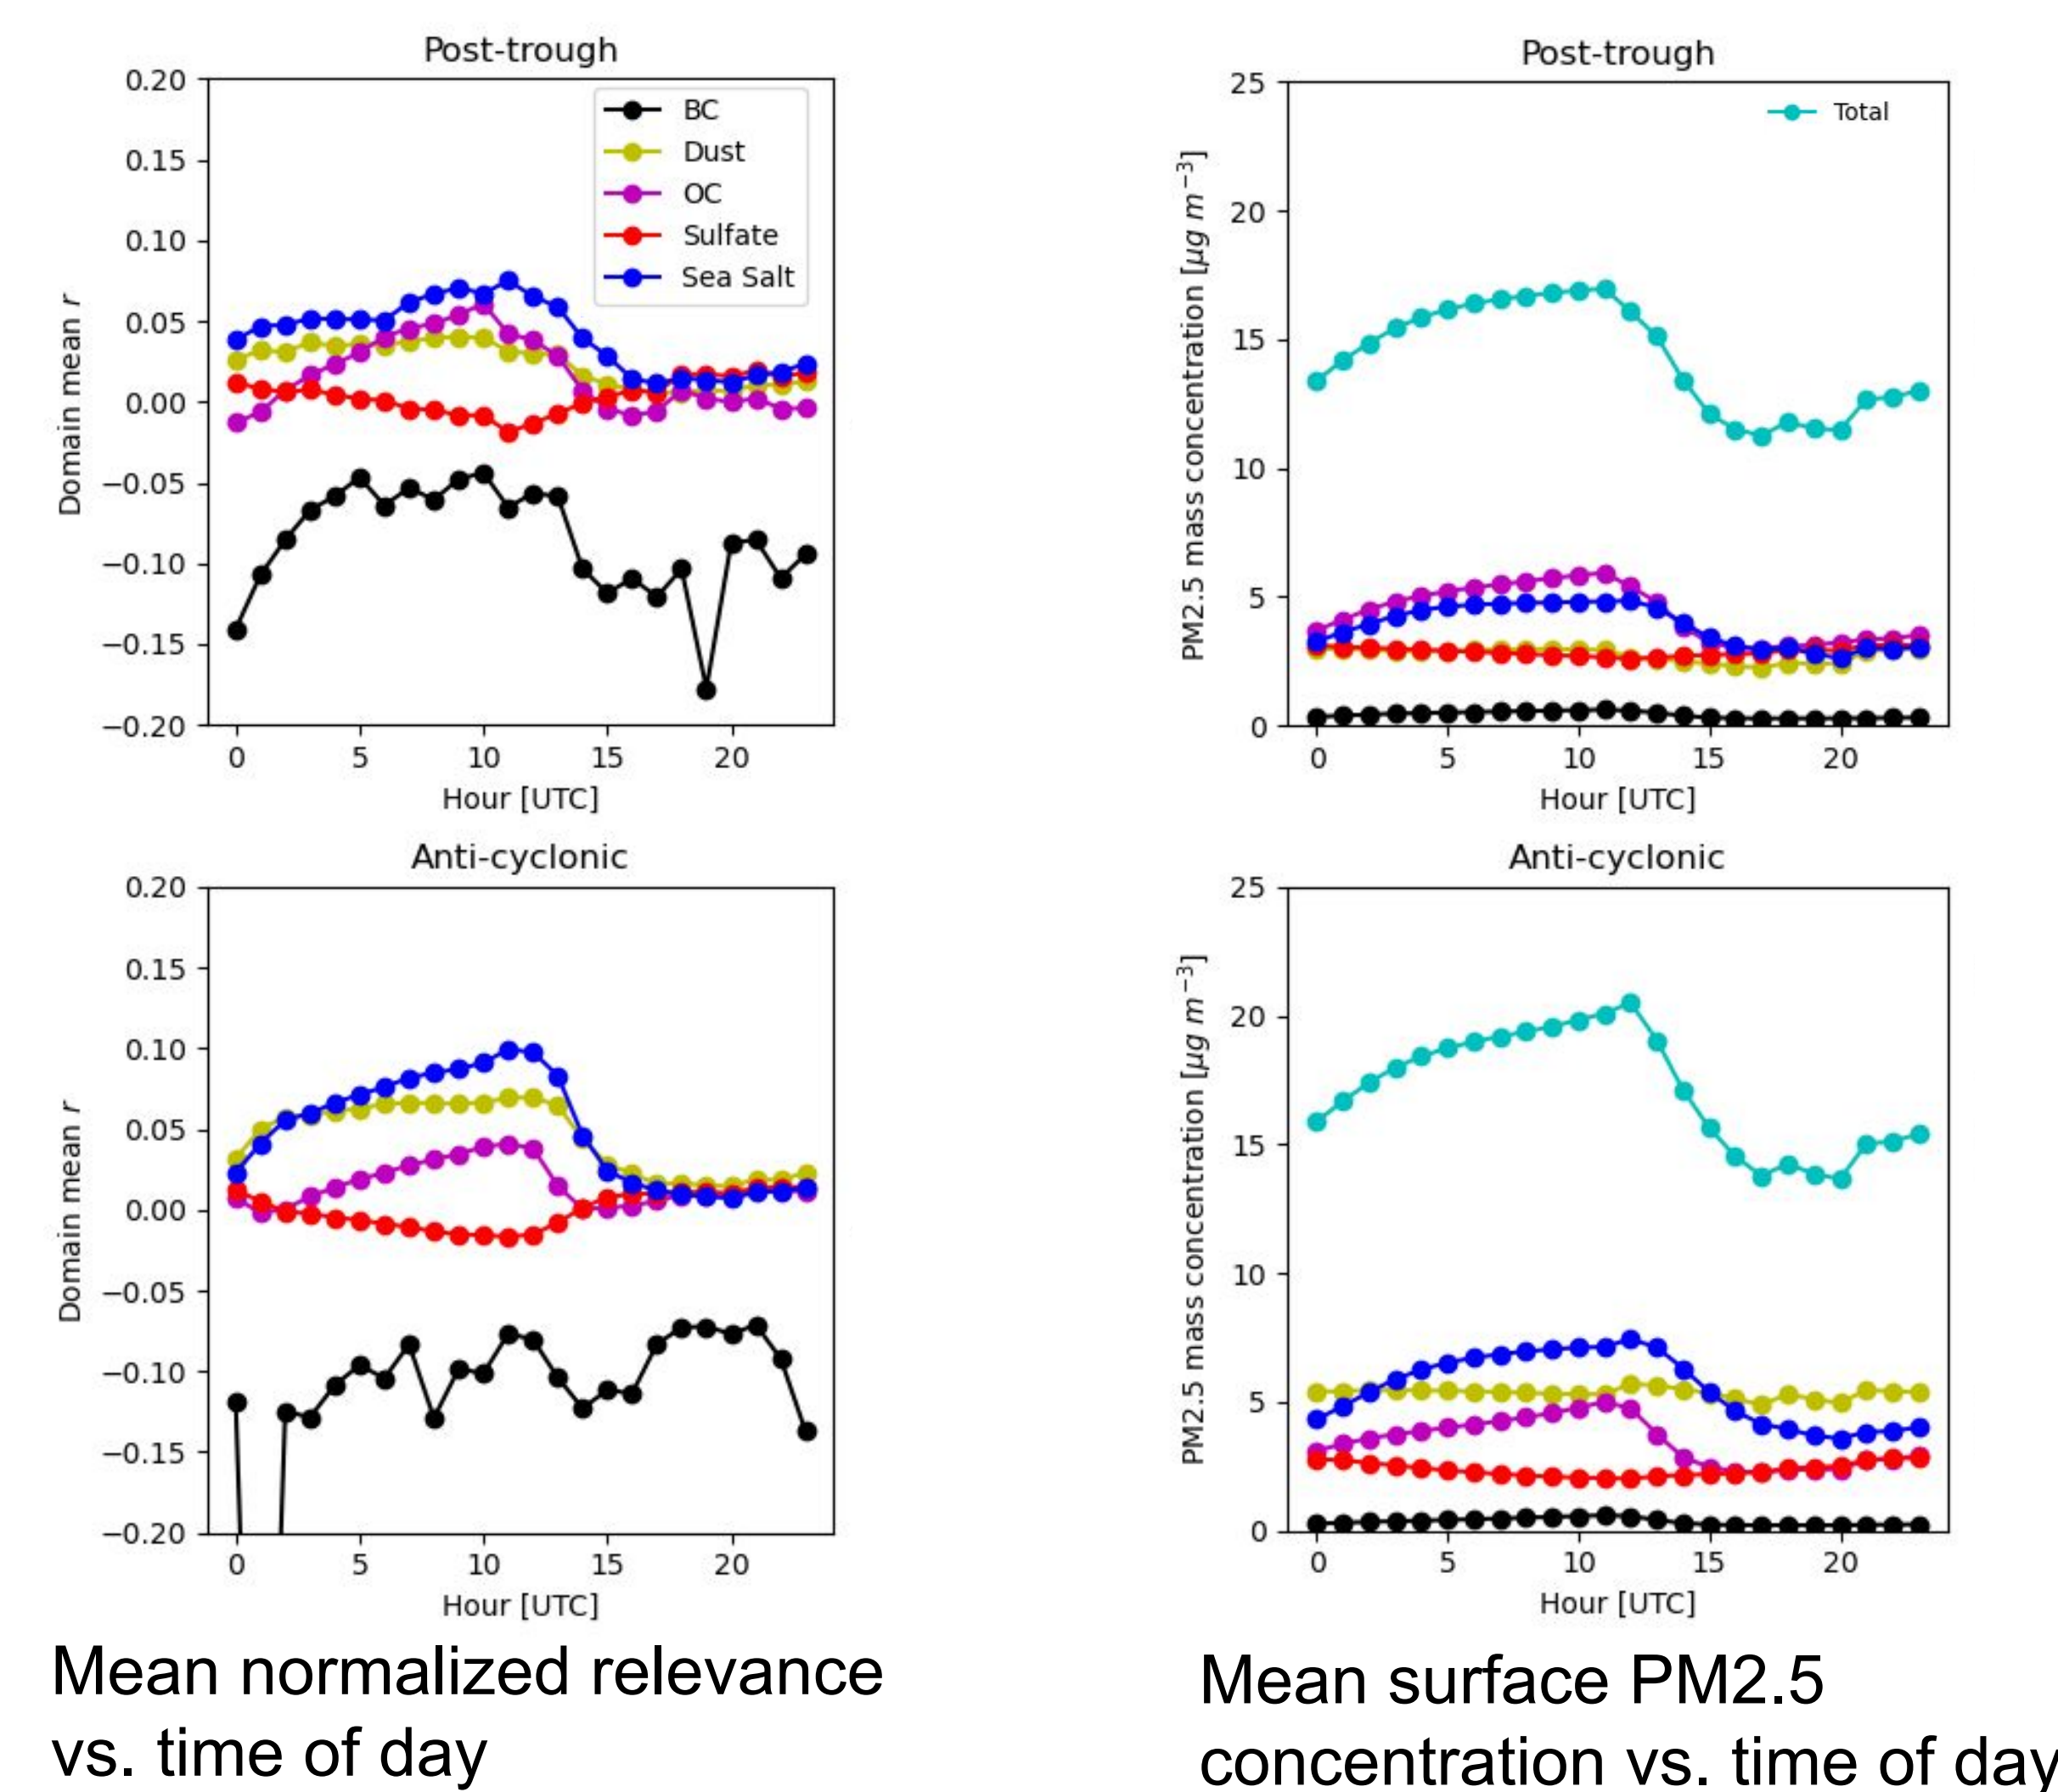 Post-trough
0.20
0.15
0.10
0.05
0.00
−0.05
−0.10
−0.15
−0.20
Domain mean r
BC
Dust
OC
Sulfate
Sea Salt
0 5 10 15 20
Hour [UTC]
Post-trough
25
20
15
10
5
0
PM2.5 mass concentration [μg m⁻³]
Total
0 5 10 15 20
Hour [UTC]
Anti-cyclonic
0.20
0.15
0.10
0.05
0.00
−0.05
−0.10
−0.15
−0.20
Domain mean r
0 5 10 15 20
Hour [UTC]
Anti-cyclonic
25
20
15
10
5
0
PM2.5 mass concentration [μg m⁻³]
0 5 10 15 20
Hour [UTC]
Mean normalized relevance
vs. time of day
Mean surface PM2.5
concentration vs. time of day